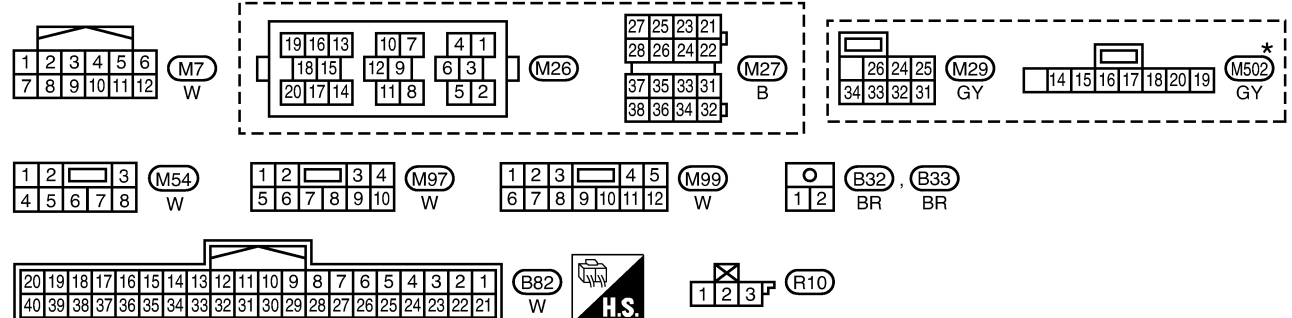 1 2 3 4 5 6
7 8 9 10 11 12
M7
W
19 16 13 10 7 4 1
18 15 12 9 6 3
20 17 14 11 8 5 2
M26
27 25 23 21
28 26 24 22
37 35 33 31
38 36 34 32
M27
B
26 24 25
34 33 32 31
M29
GY
14 15 16 17 18 20 19
*
M502
GY
1 2 3
4 5 6 7 8
M54
W
1 2 3 4
5 6 7 8 9 10
M97
W
1 2 3 4 5
6 7 8 9 10 11 12
M99
W
1 2
B32 , B33
BR BR
20 19 18 17 16 15 14 13 12 11 10 9 8 7 6 5 4 3 2 1
40 39 38 37 36 35 34 33 32 31 30 29 28 27 26 25 24 23 22 21
B82
W
H.S.
1 2 3
R10